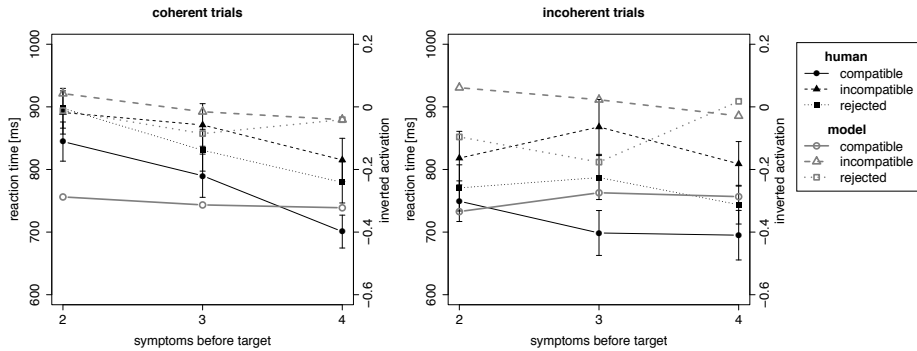 coherent trials
1000
900
800
700
600
reaction time [ms]
0.2
0
−0.2
−0.4
−0.6
inverted activation
2
3
4
symptoms before target
incoherent trials
1000
900
800
700
600
reaction time [ms]
0.2
0
−0.2
−0.4
−0.6
inverted activation
2
3
4
symptoms before target
human
compatible
incompatible
rejected
model
compatible
incompatible
rejected